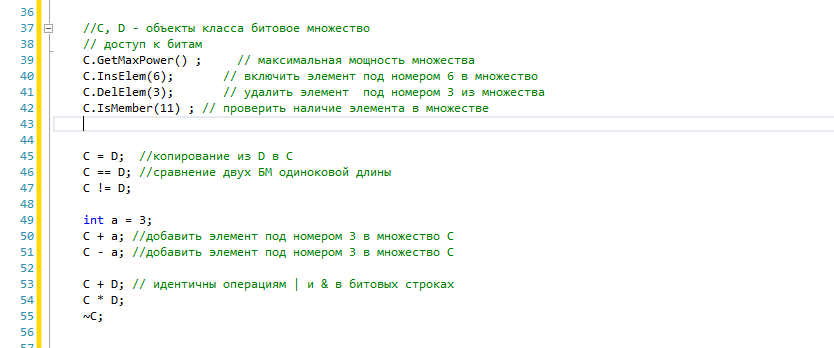 36
37 //C, D - объекты класса битовое множество
38 // доступ к битам
39 C.GetMaxPower() ; // максимальная мощность множества
40 C.InsElem(6); // включить элемент под номером 6 в множество
41 C.DelElem(3); // удалить элемент под номером 3 из множества
42 C.IsMember(11) ; // проверить наличие элемента в множестве
43
44
45 C = D; //копирование из D в C
46 C == D; //сравнение двух БМ одиноковой длины
47 C != D;
48
49 int a = 3;
50 C + a; //добавить элемент под номером 3 в множество C
51 C - a; //добавить элемент под номером 3 в множество C
52
53 C + D; // идентичны операциям | и & в битовых строках
54 C * D;
55 ~C;
56
57